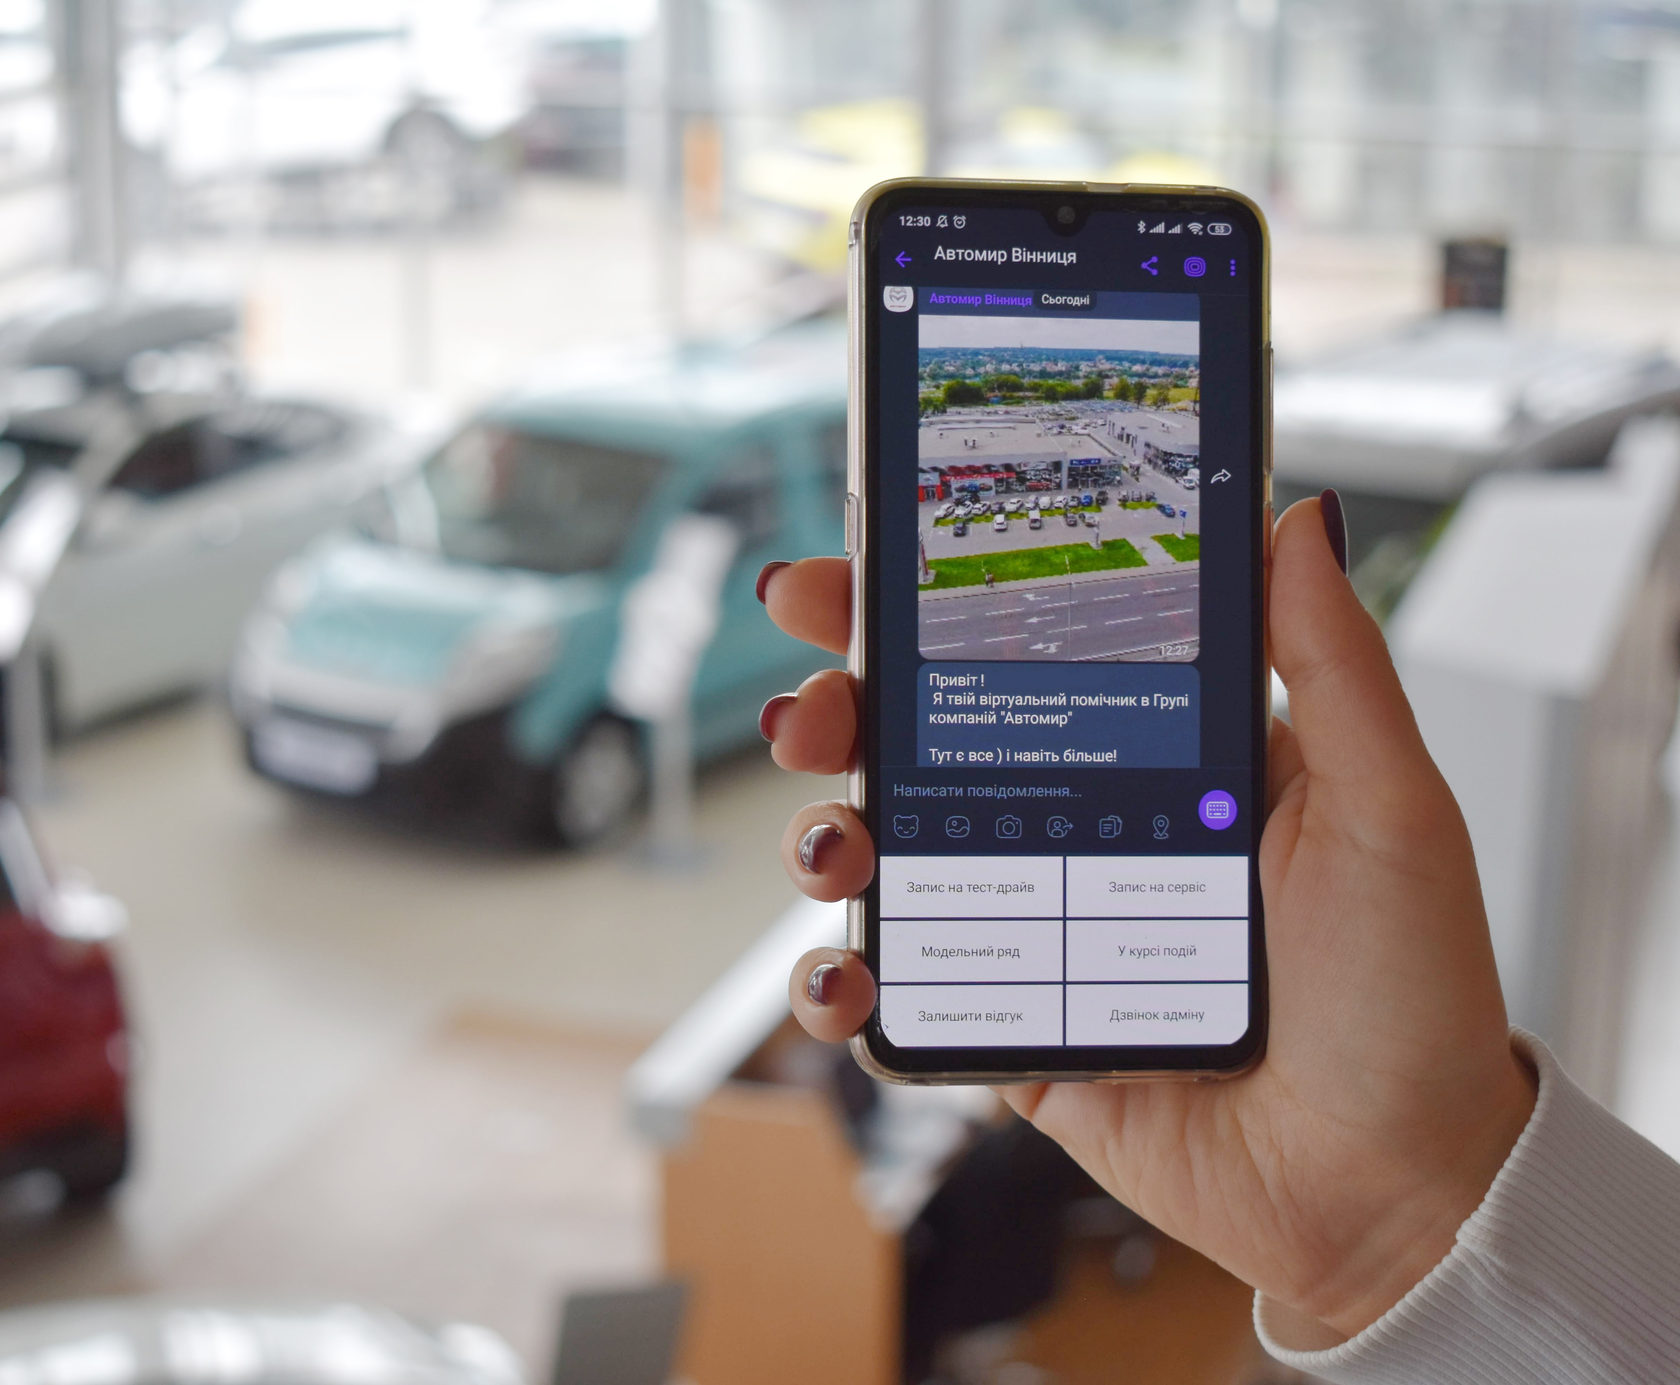 12:30
53
Автомир Вінниця
Автомир Вінниця
Сьогодні
12:27
Привіт !
Я твій віртуальний помічник в Групі
компаній "Автомир"
Тут є все ) і навіть більше!
Написати повідомлення...
Запис на тест-драйв
Запис на сервіс
Модельний ряд
У курсі подій
Залишити відгук
Дзвінок адміну